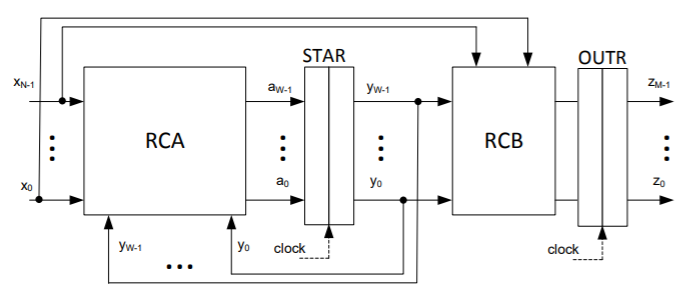 STAR
OUTR
xN-1
aW-1
yW-1
zM-1
RCA
RCB
x0
a0
y0
z0
yW-1
y0
clock
clock